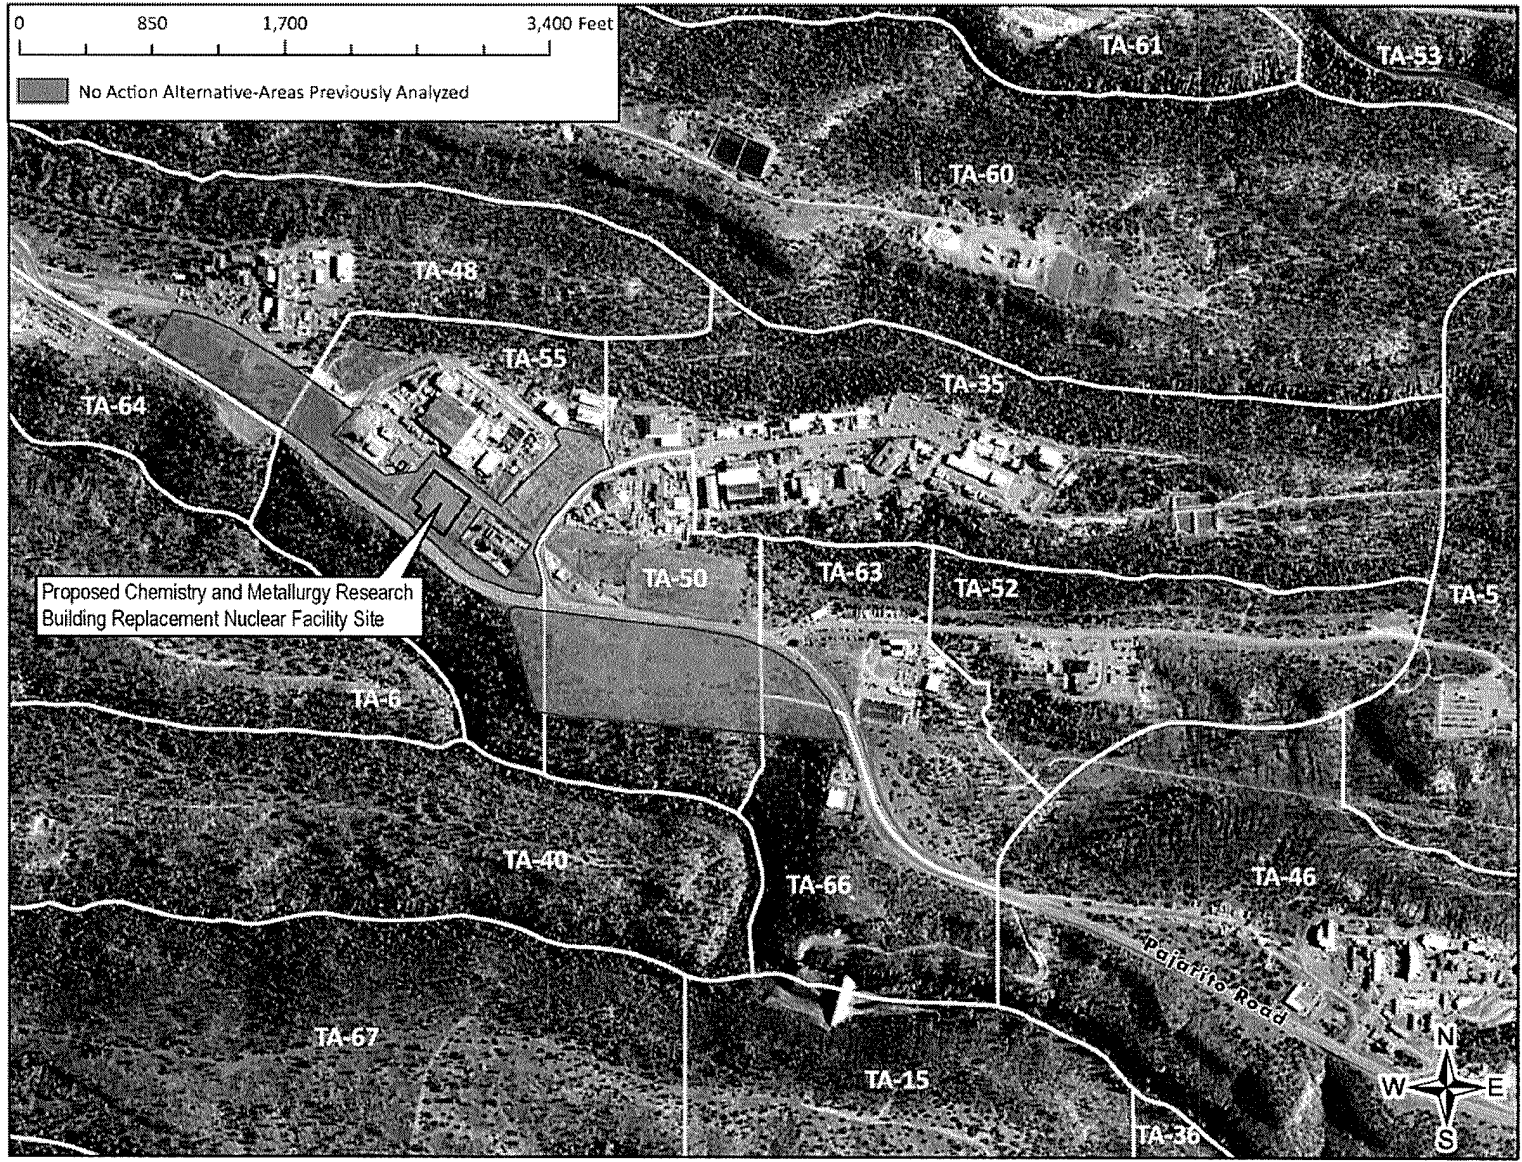 0 850 1,700 3,400 Feet
No Action Alternative-Areas Previously Analyzed
TA-61
TA-53
TA-60
TA-48
TA-55
TA-35
TA-64
TA-50
TA-63
TA-52
TA-5
Proposed Chemistry and Metallurgy Research
Building Replacement Nuclear Facility Site
TA-6
TA-40
TA-66
TA-46
Pajarito Road
TA-67
TA-15
TA-36
N
W E
S